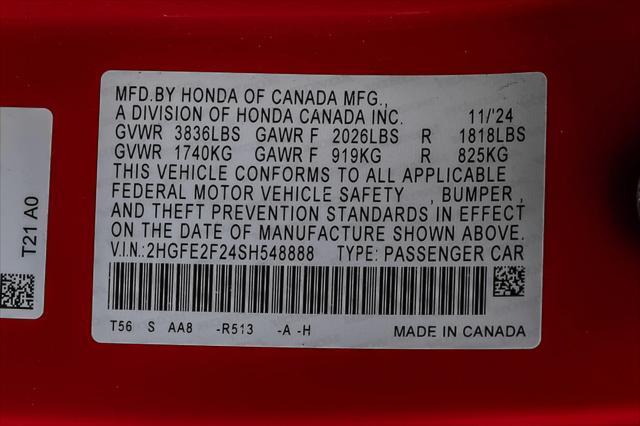 MFD.BY HONDA OF CANADA MFG.,
A DIVISION OF HONDA CANADA INC. 11/'24
GVWR 3836LBS GAWR F 2026LBS R 1818LBS
GVWR 1740KG GAWR F 919KG R 825KG
THIS VEHICLE CONFORMS TO ALL APPLICABLE
FEDERAL MOTOR VEHICLE SAFETY , BUMPER,
AND THEFT PREVENTION STANDARDS IN EFFECT
ON THE DATE OF MANUFACTURE SHOWN ABOVE.
V.I.N:2HGFE2F24SH548888 TYPE: PASSENGER CAR
T56 S AA8 -R513 -A -H MADE IN CANADA
T21 A0